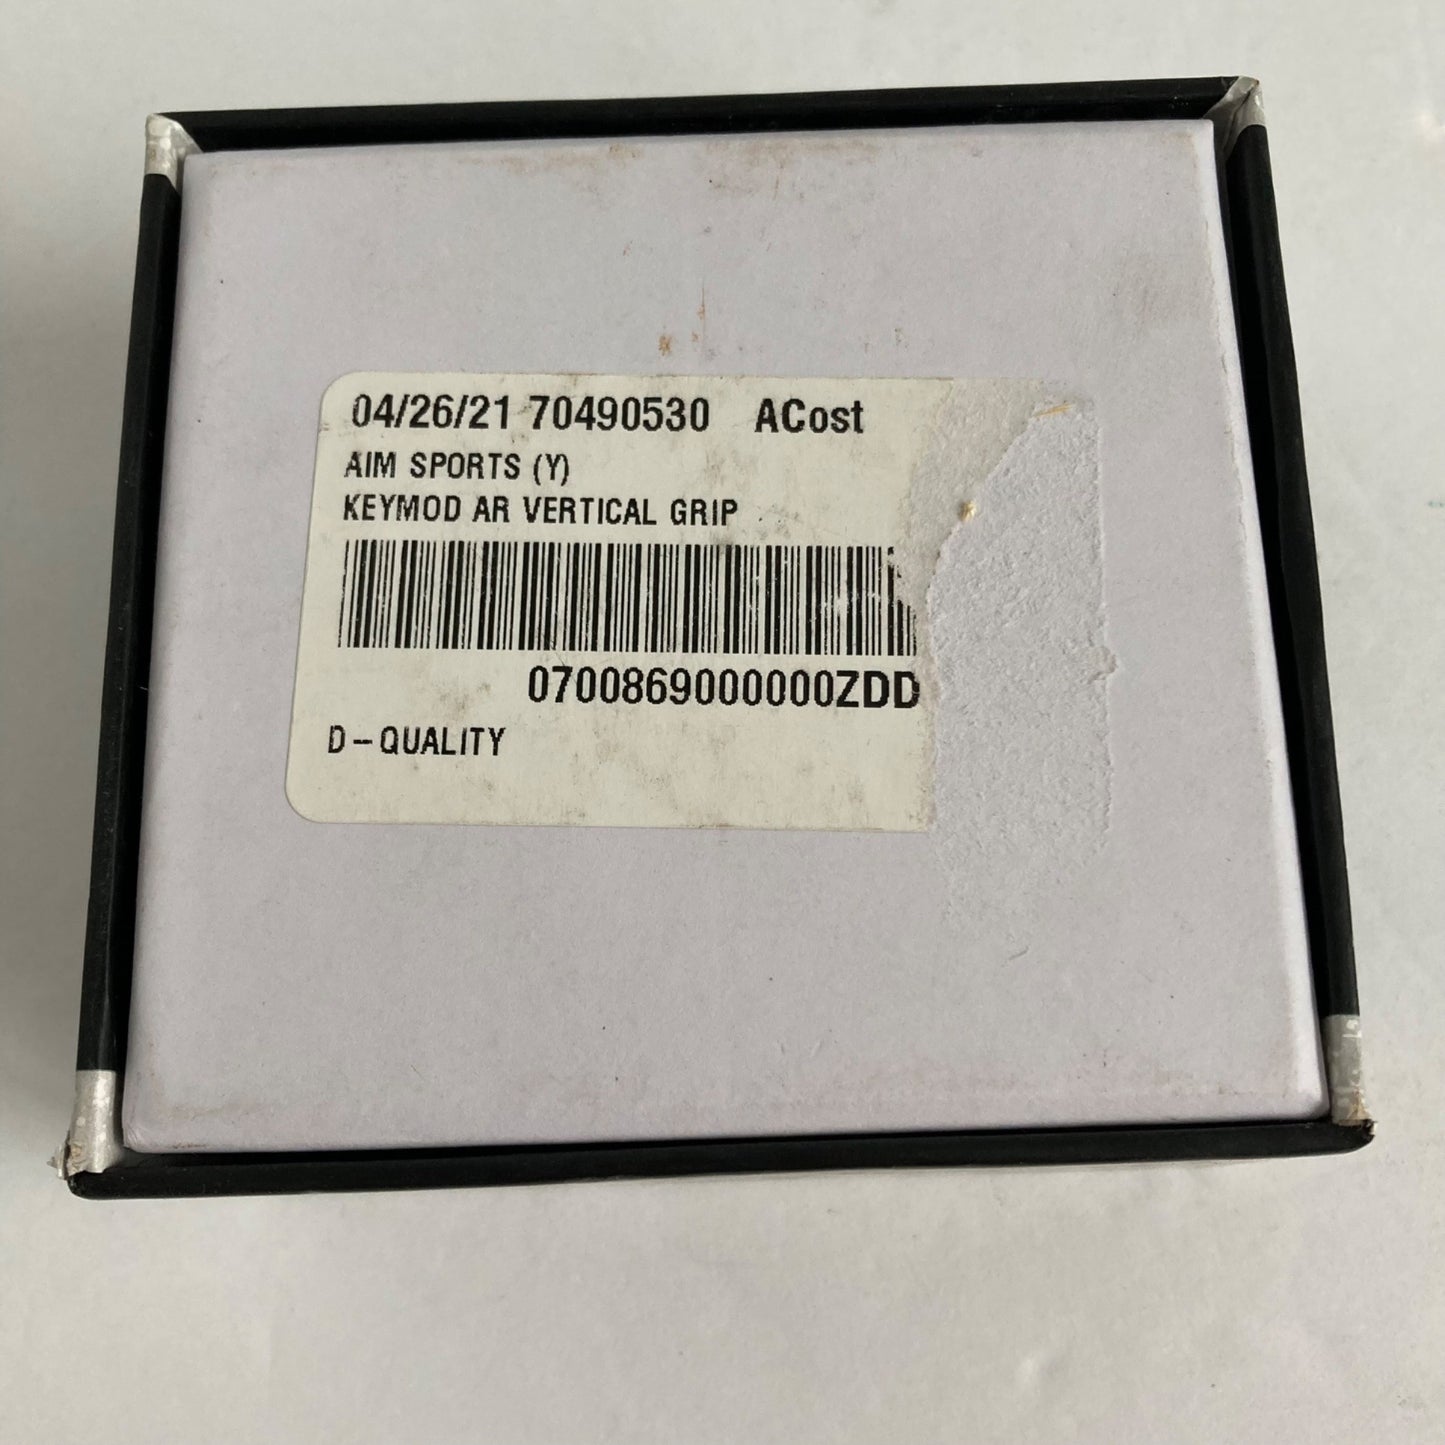 04/26/21 70490530 ACost
AIM SPORTS (Y)
KEYMOD AR VERTICAL GRIP
0700869000000ZDD
D-QUALITY